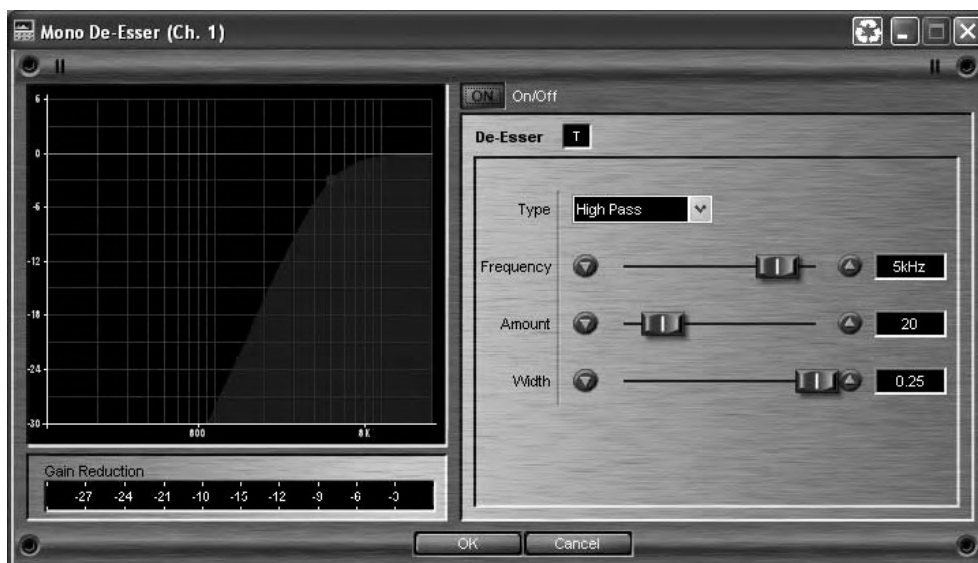 Mono De-Esser (Ch. 1)
ON On/Off
De-Esser T
6
0
-6
-12
-18
-24
-30
800 8K
Type High Pass
Frequency 5kHz
Amount 20
Width 0.25
Gain Reduction
-27 -24 -21 -10 -15 -12 -9 -6 -3
OK Cancel